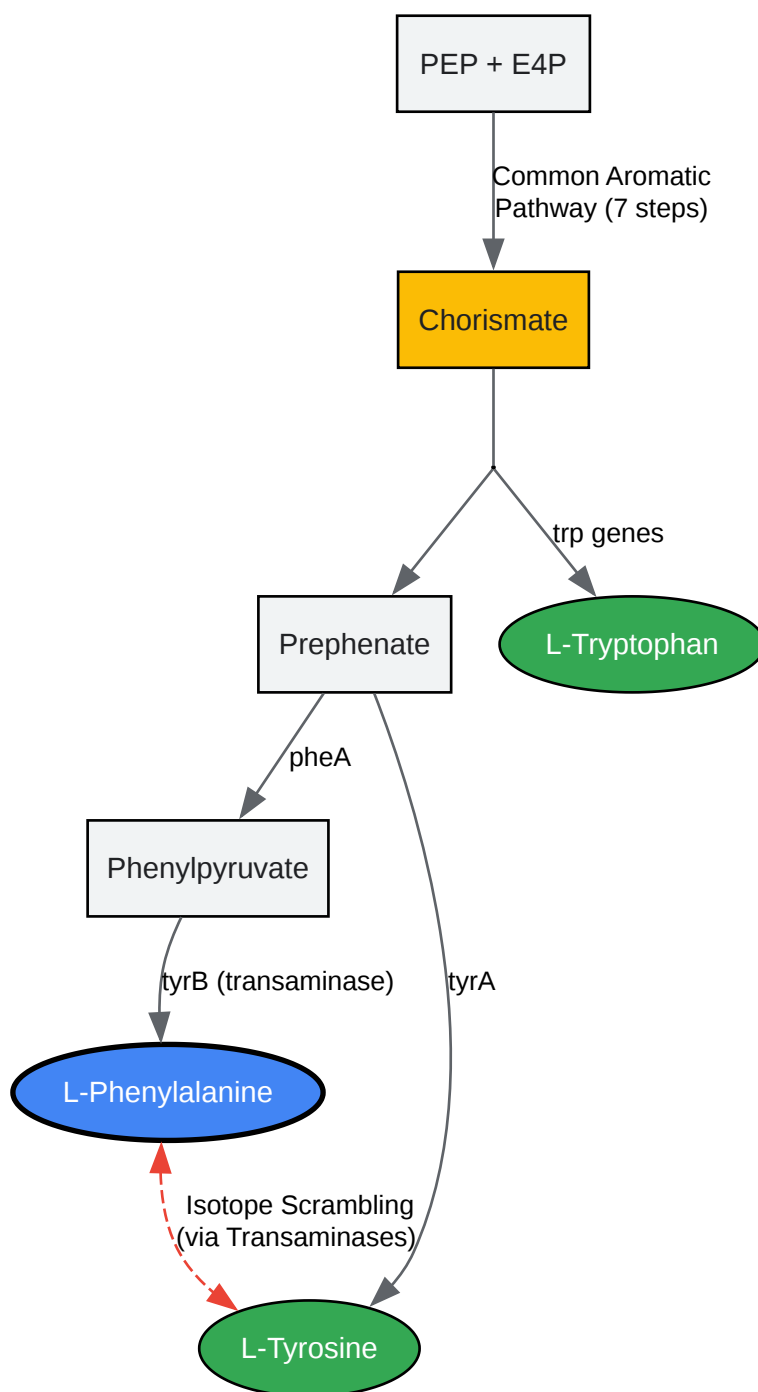 PEP + E4P
Common Aromatic
Pathway (7 steps)
Chorismate
trp genes
Prephenate
L-Tryptophan
pheA
Phenylpyruvate
tyrB (transaminase)
tyrA
L-Phenylalanine
Isotope Scrambling
(via Transaminases)
L-Tyrosine